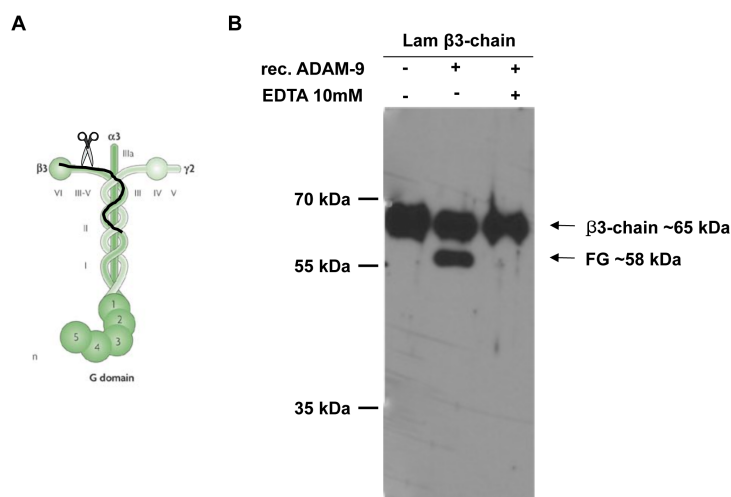 A
B
Lam β3-chain
rec. ADAM-9 - + +
EDTA 10mM - - +
α3
IIIa
β3
γ2
VI III-V III IV V
II
I
1
2
3
4
5
n
G domain
70 kDa
β3-chain ~65 kDa
55 kDa
FG ~58 kDa
35 kDa